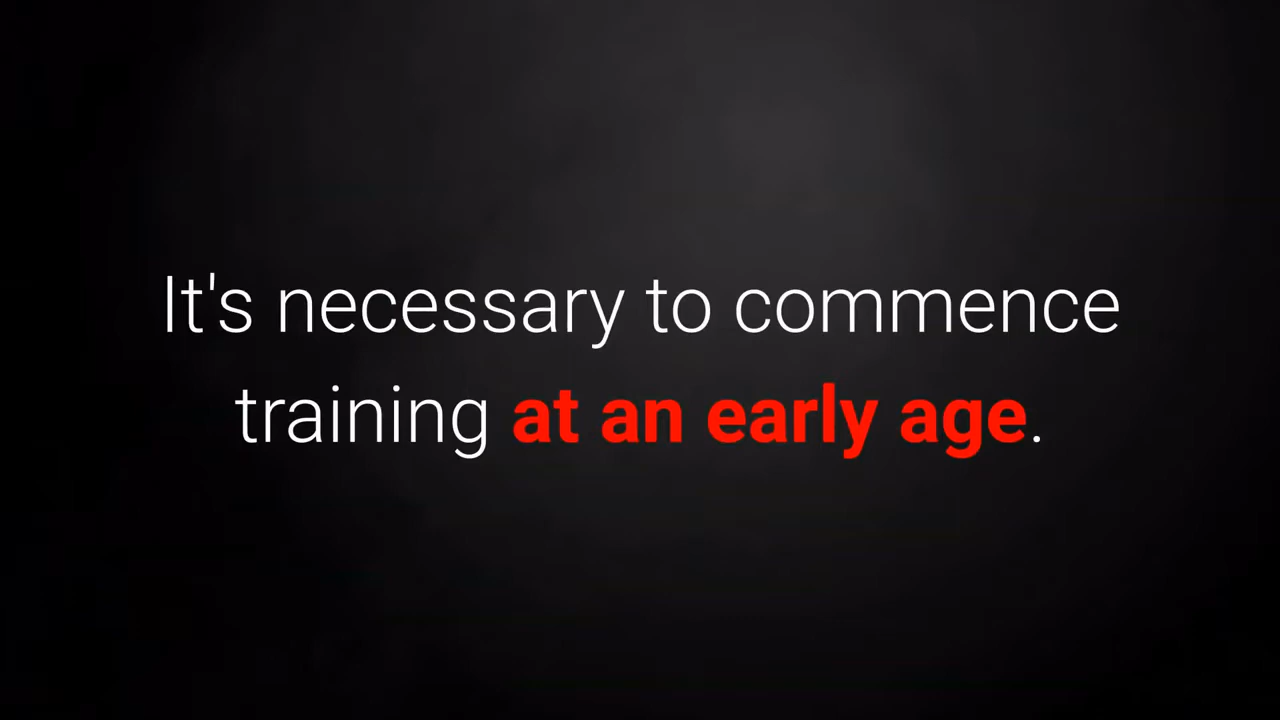 It's necessary to commence
training at an early age.